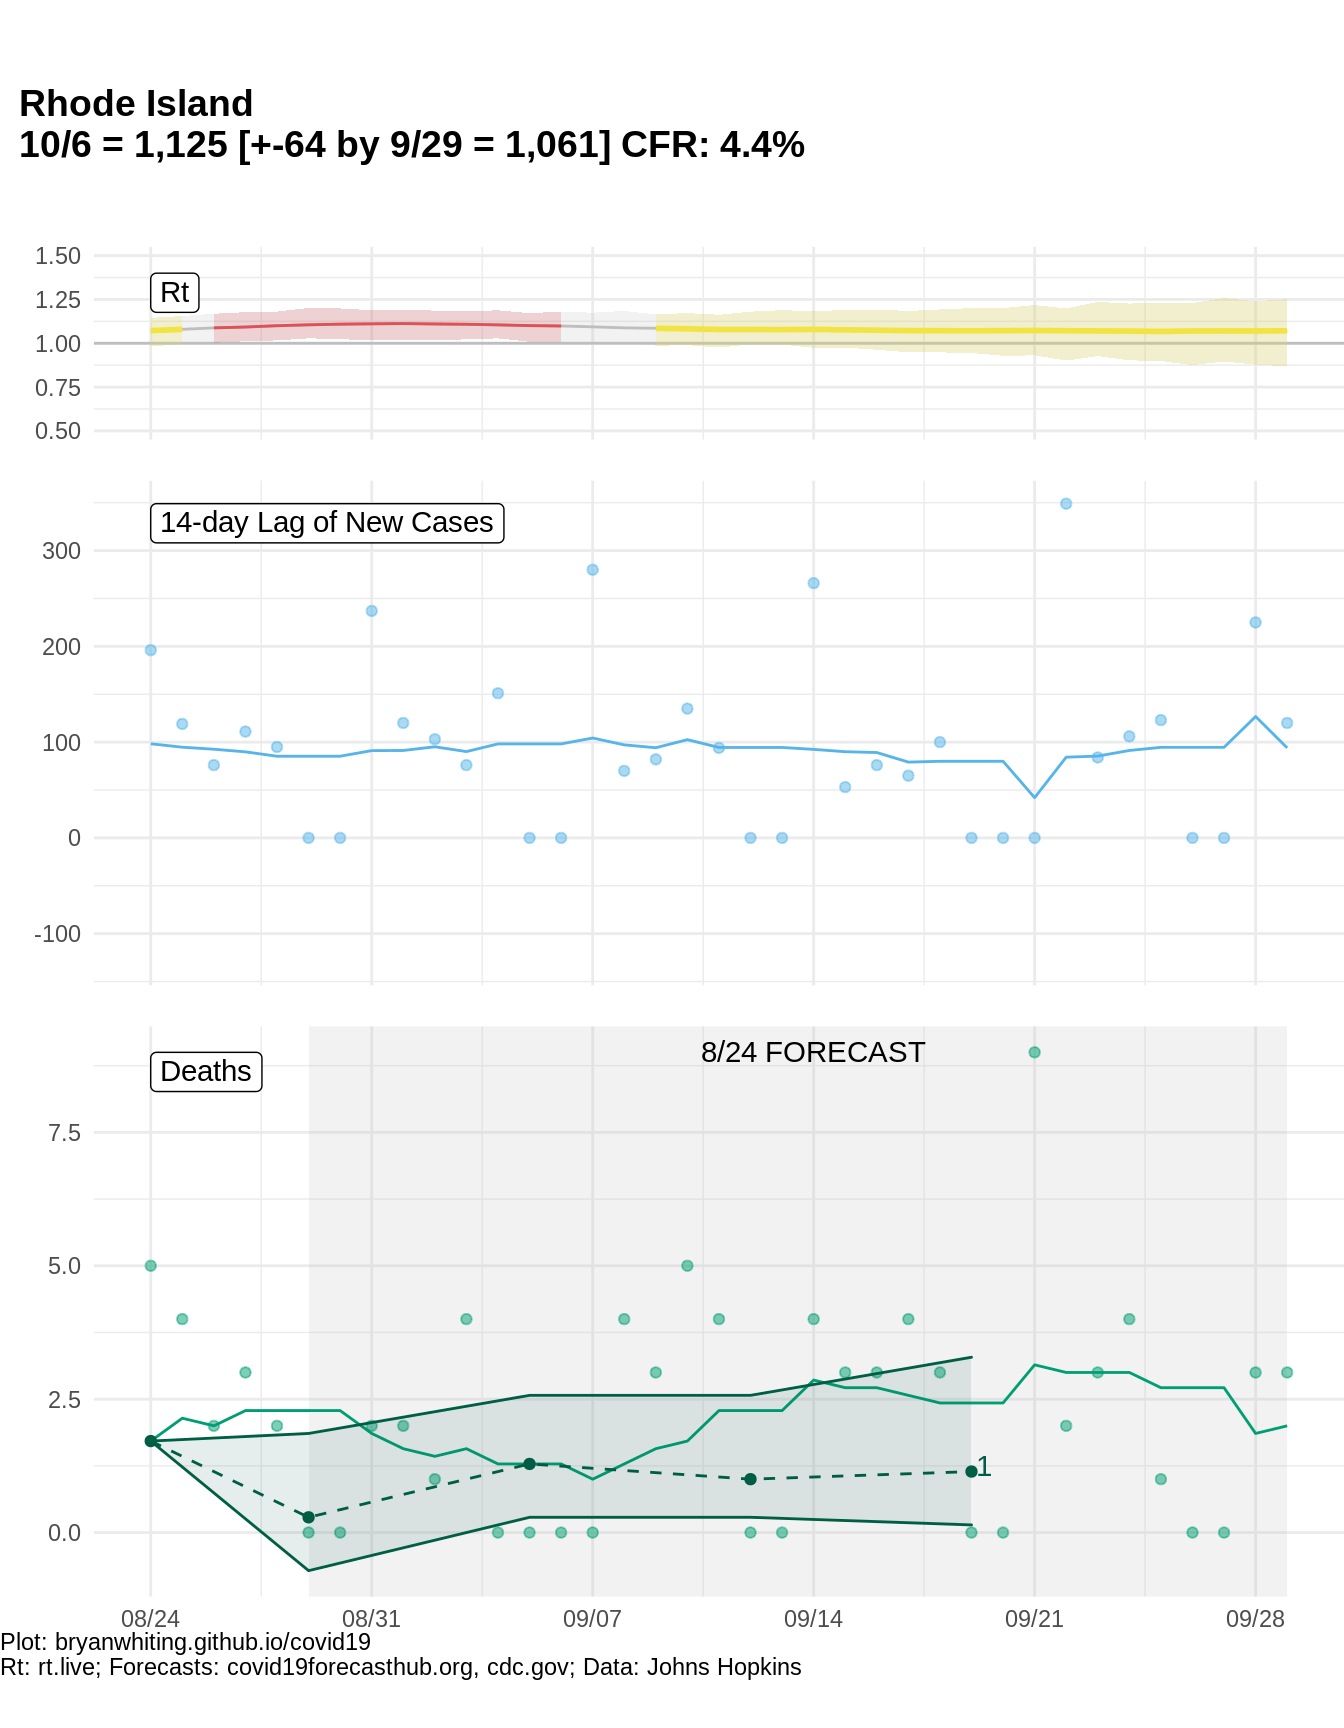 Rhode Island
10/6 = 1,125 [+-64 by 9/29 = 1,061] CFR: 4.4%
1.50
Rt
1.25
1.00
0.75
0.50
14-day Lag of New Cases
300
200
100
0
-100
8/24 FORECAST
Deaths
7.5
5.0
2.5
1
0.0
08/24 08/31 09/07 09/14 09/21 09/28
Plot: bryanwhiting.github.io/covid19
Rt: rt.live; Forecasts: covid19forecasthub.org, cdc.gov; Data: Johns Hopkins